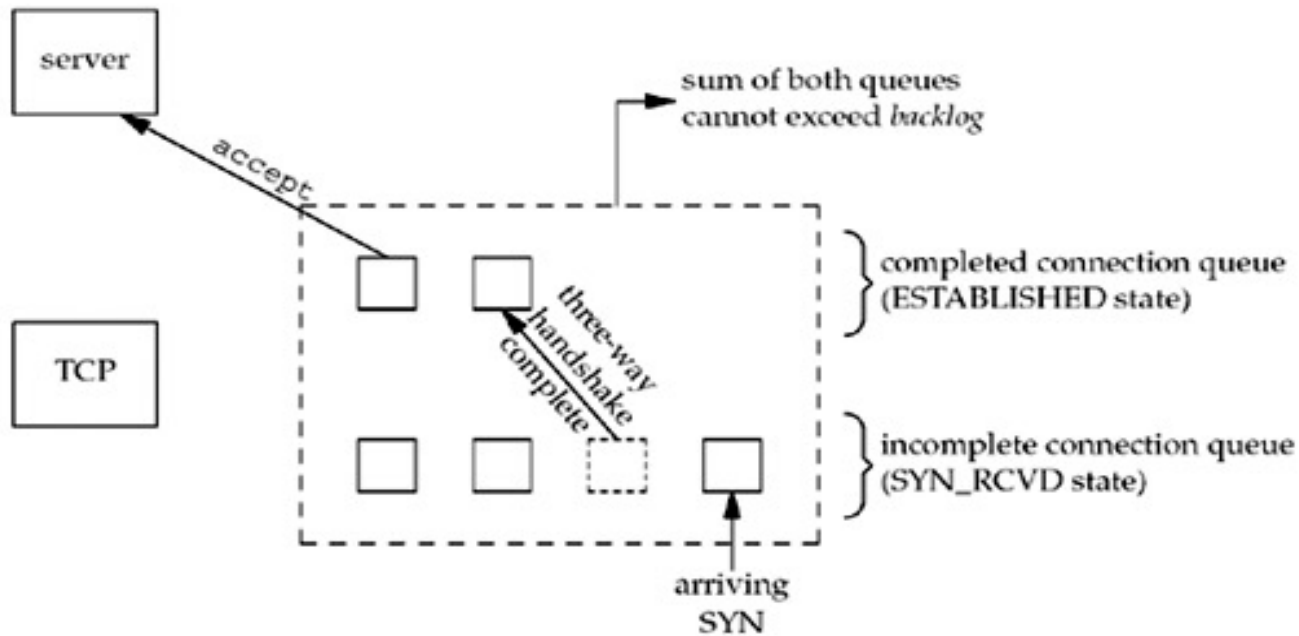 server
sum of both queues
cannot exceed backlog
accept
completed connection queue
(ESTABLISHED state)
three-way
handshake
complete
TCP
incomplete connection queue
(SYN_RCVD state)
arriving
SYN